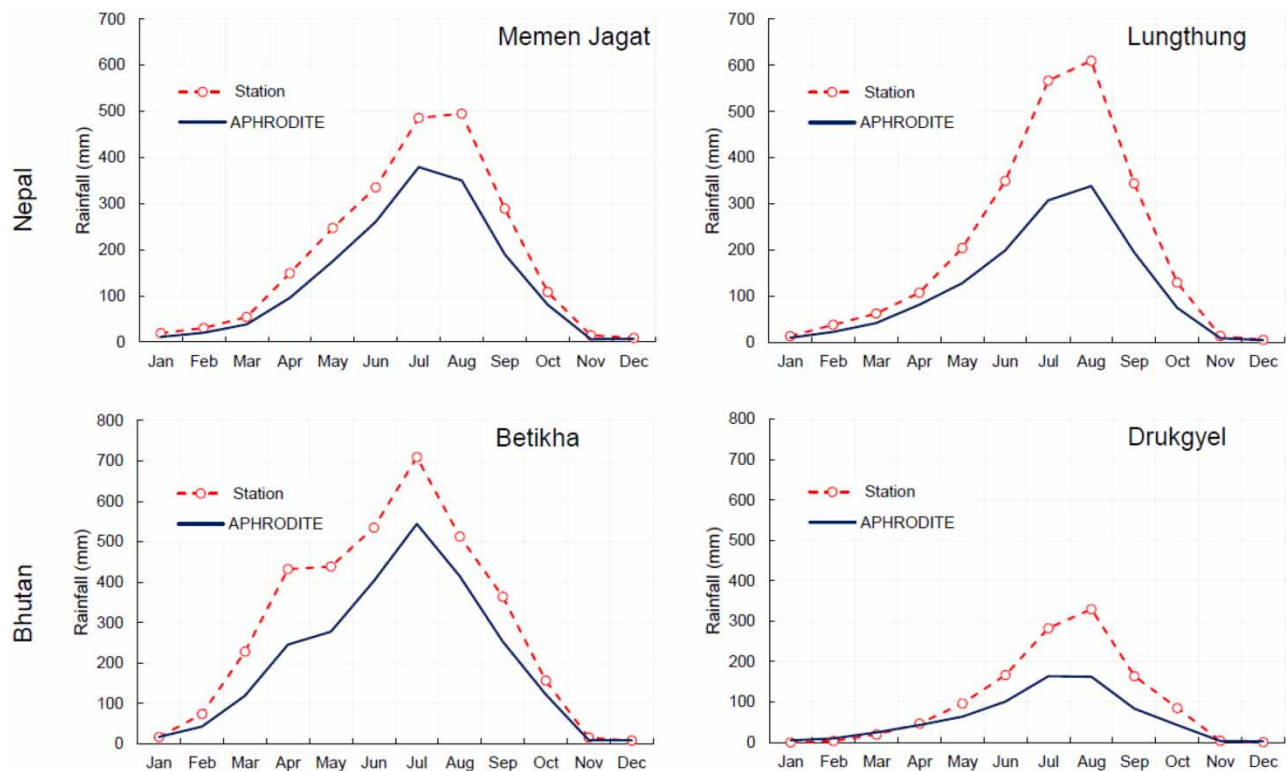 Nepal
Memen Jagat
Rainfall (mm)
700
600
500
400
300
200
100
0
Station
APHRODITE
Jan Feb Mar Apr May Jun Jul Aug Sep Oct Nov Dec
Lungthung
Rainfall (mm)
700
600
500
400
300
200
100
0
Station
APHRODITE
Jan Feb Mar Apr May Jun Jul Aug Sep Oct Nov Dec
Bhutan
Betikha
Rainfall (mm)
800
700
600
500
400
300
200
100
0
Station
APHRODITE
Jan Feb Mar Apr May Jun Jul Aug Sep Oct Nov Dec
Drukgyel
Rainfall (mm)
800
700
600
500
400
300
200
100
0
Station
APHRODITE
Jan Feb Mar Apr May Jun Jul Aug Sep Oct Nov Dec